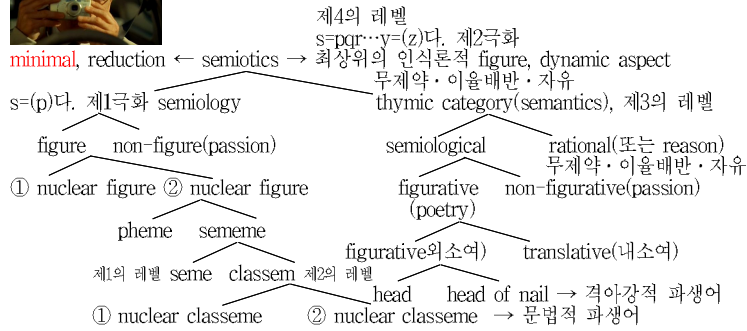 제4의 레벨
s=pqr…y=(z)다. 제2극화
minimal, reduction ← semiotics → 최상위의 인식론적 figure, dynamic aspect
무제약·이율배반·자유
s=(p)다. 제1극화 semiology thymic category(semantics), 제3의 레벨
figure non-figure(passion) semiological rational(또는 reason)
무제약·이율배반·자유
① nuclear figure ② nuclear figure figurative non-figurative(passion)
(poetry)
pheme sememe
figurative외소여) translative(내소여)
제1의 레벨 seme classem 제2의 레벨
head head of nail → 격아강적 파생어
① nuclear classeme ② nuclear classeme → 문법적 파생어